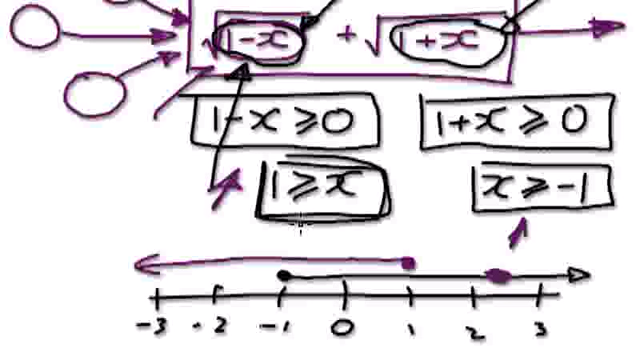 √1-x + √1+x
1-x ≥ 0 1+x ≥ 0
1 ≥ x x ≥ -1
-3 -2 -1 0 1 2 3